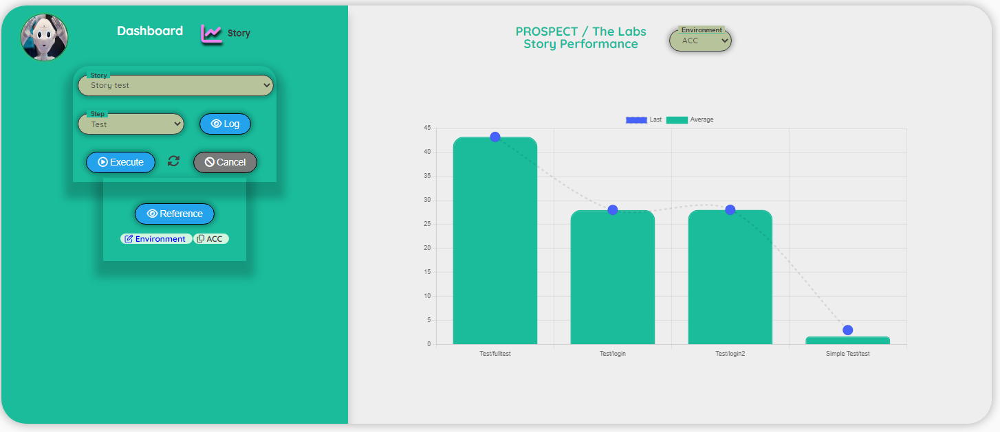 Dashboard
Story
Story
Story test
Step
Test
Log
Execute
Cancel
Reference
Environment
ACC
PROSPECT / The Labs
Story Performance
Environment
ACC
Last
Average
45
40
35
30
25
20
15
10
5
0
Test/fulltest
Test/login
Test/login2
Simple Test/test